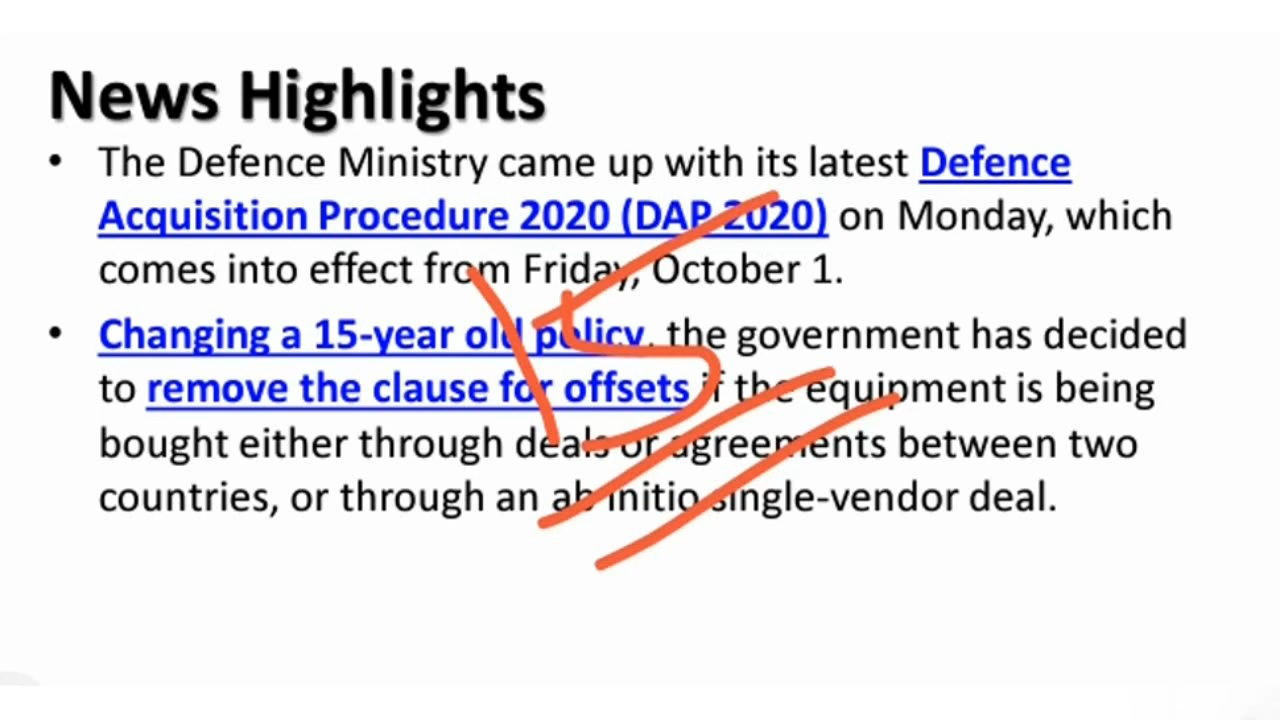 News Highlights
• The Defence Ministry came up with its latest Defence
Acquisition Procedure 2020 (DAP 2020) on Monday, which
comes into effect from Friday, October 1.
• Changing a 15-year old policy, the government has decided
to remove the clause for offsets if the equipment is being
bought either through deals or agreements between two
countries, or through an ab initio single-vendor deal.
15